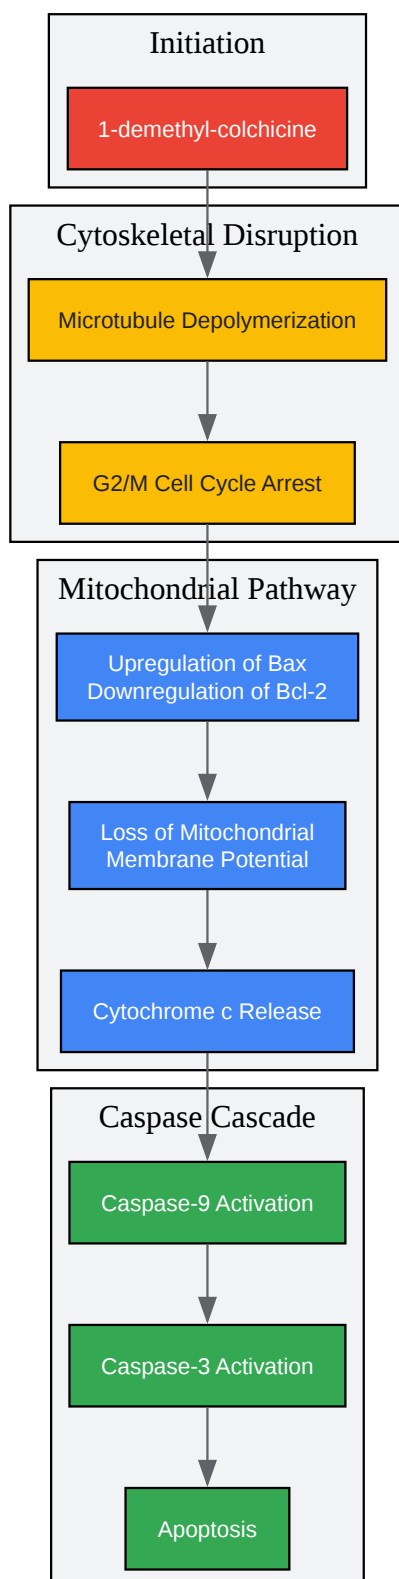 Initiation
1-demethyl-colchicine
Cytoskeletal Disruption
Microtubule Depolymerization
G2/M Cell Cycle Arrest
Mitochondrial Pathway
Upregulation of Bax
Downregulation of Bcl-2
Loss of Mitochondrial
Membrane Potential
Cytochrome c Release
Caspase Cascade
Caspase-9 Activation
Caspase-3 Activation
Apoptosis